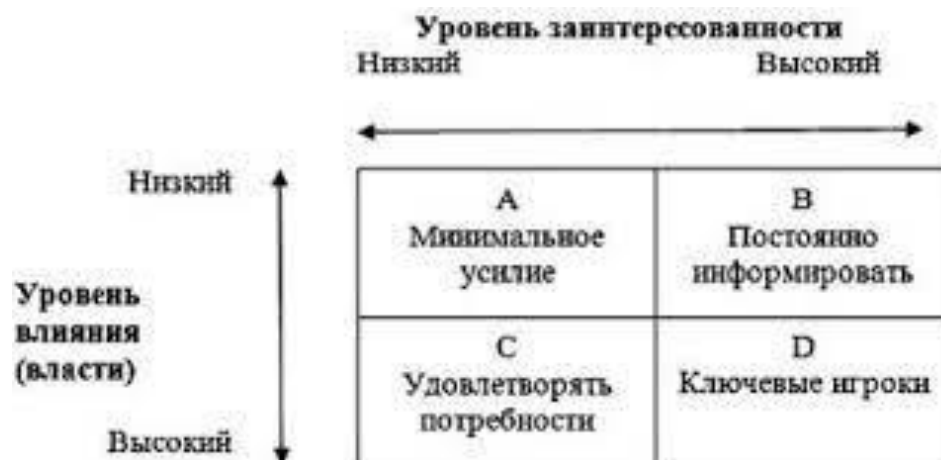 Уровень заинтересованности
Низкий Высокий
Низкий
Уровень
влияния
(власти)
Высокий
A
Минимальное
усилие
B
Постоянно
информировать
C
Удовлетворять
потребности
D
Ключевые игроки